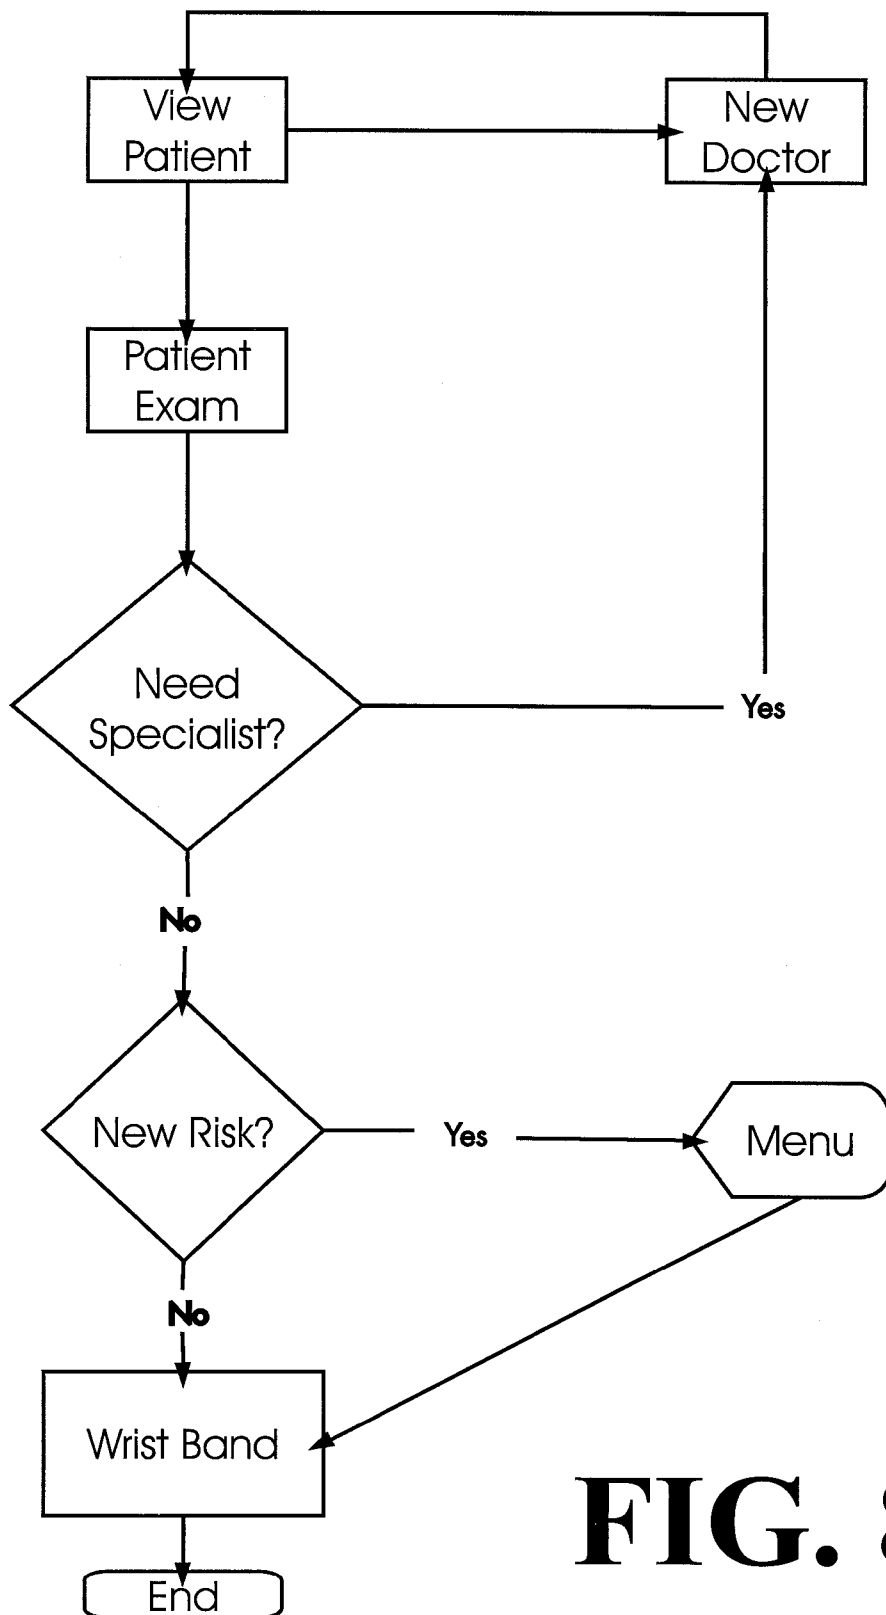 View
Patient
New
Doctor
Patient
Exam
Need
Specialist?
Yes
No
New Risk?
Yes
Menu
No
Wrist Band
FIG.
End